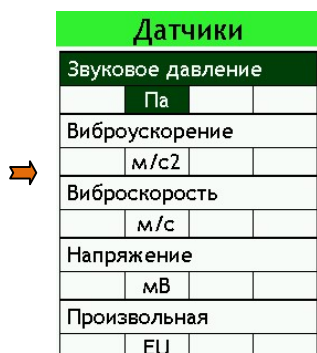 Датчики
Звуковое давление
Па
Виброускорение
м/с2
Виброскорость
м/с
Напряжение
мВ
Произвольная
EU